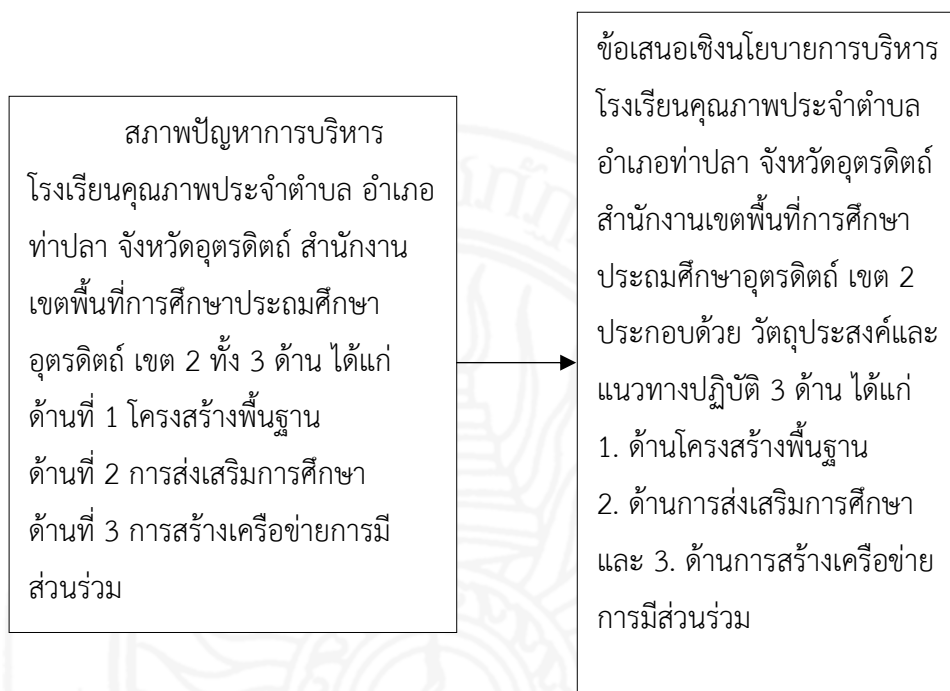 สภาพปัญหาการบริหาร
โรงเรียนคุณภาพประจำตำบล อำเภอ
ท่าปลา จังหวัดอุตรดิตถ์ สำนักงาน
เขตพื้นที่การศึกษาประถมศึกษา
อุตรดิตถ์ เขต 2 ทั้ง 3 ด้าน ได้แก่
ด้านที่ 1 โครงสร้างพื้นฐาน
ด้านที่ 2 การส่งเสริมการศึกษา
ด้านที่ 3 การสร้างเครือข่ายการมี
ส่วนร่วม
ข้อเสนอเชิงนโยบายการบริหาร
โรงเรียนคุณภาพประจำตำบล
อำเภอท่าปลา จังหวัดอุตรดิตถ์
สำนักงานเขตพื้นที่การศึกษา
ประถมศึกษาอุตรดิตถ์ เขต 2
ประกอบด้วย วัตถุประสงค์และ
แนวทางปฏิบัติ 3 ด้าน ได้แก่
1. ด้านโครงสร้างพื้นฐาน
2. ด้านการส่งเสริมการศึกษา
และ 3. ด้านการสร้างเครือข่าย
การมีส่วนร่วม